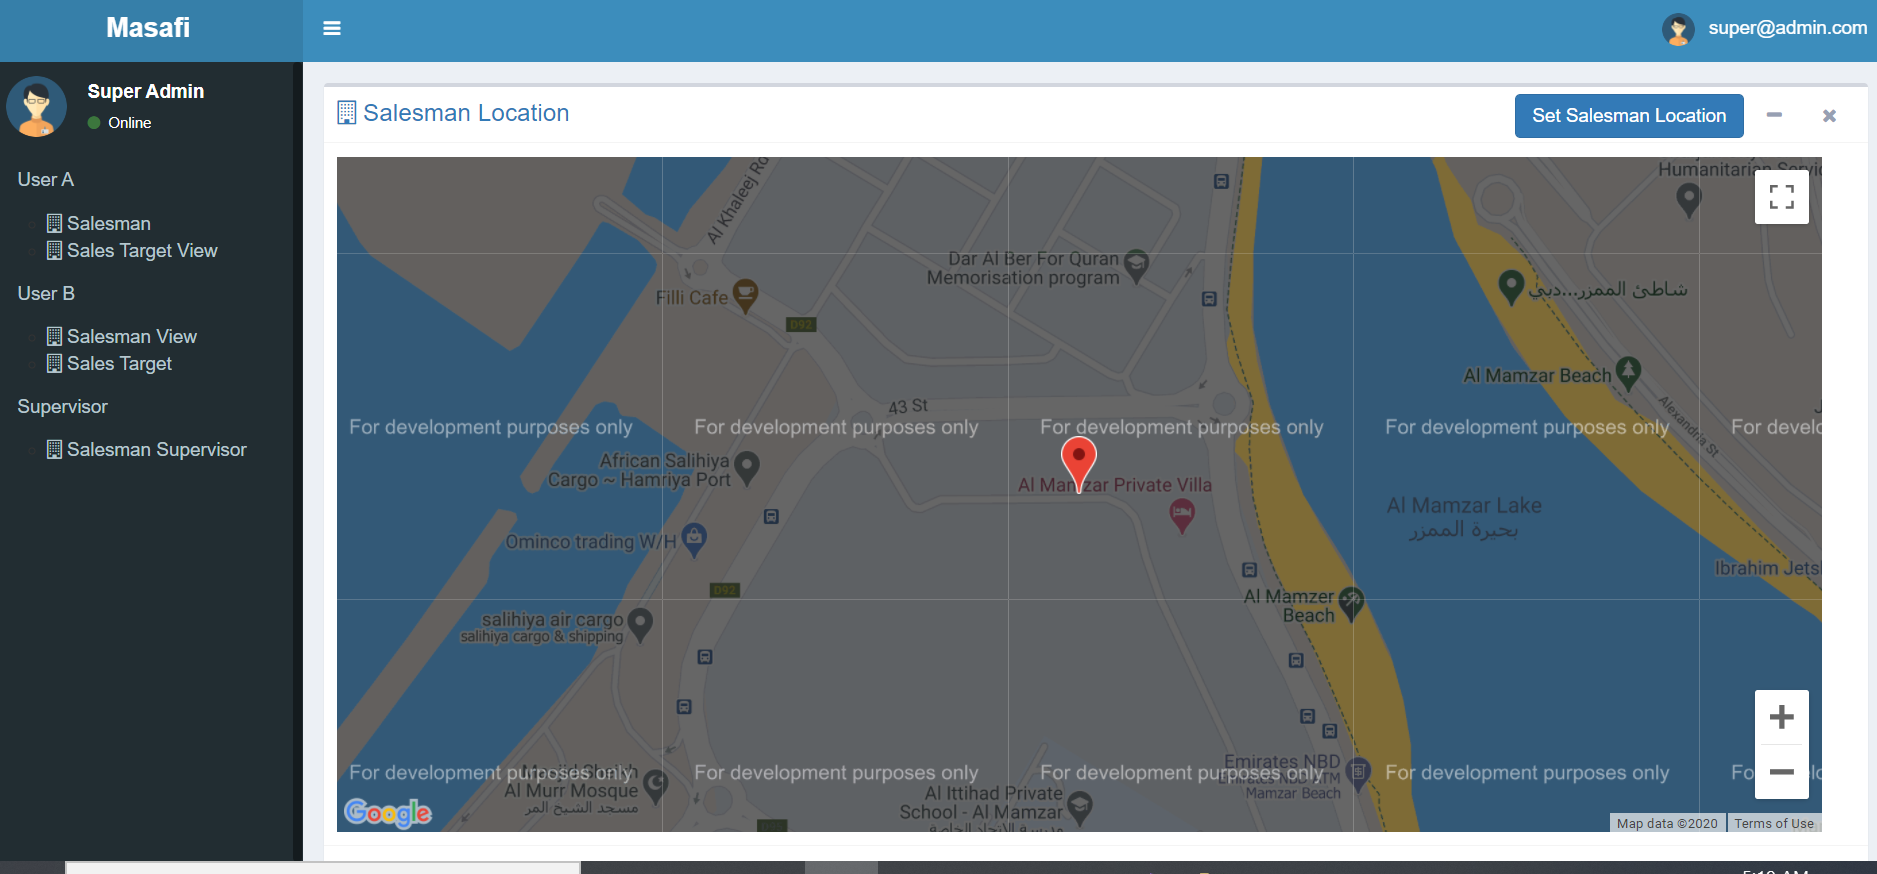 Masafi
super@admin.com
Super Admin
Online
User A
Salesman
Sales Target View
User B
Salesman View
Sales Target
Supervisor
Salesman Supervisor
Salesman Location
Set Salesman Location
Al Khaleej Rd
Humanitarian
Dar Al Ber For Quran
Memorisation program
Filli Cafe
D92
شاطئ الممزر...دبي
Al Mamzar Beach
Alexandria St
43 St
For development purposes only
For development purposes only
For development purposes only
For development purposes only
For develo
African Salihiya
Cargo ~ Hamriya Port
Al Mamzar Private Villa
Al Mamzar Lake
بحيرة الممزر
Ominco trading W/H
Ibrahim Jets
D92
Al Mamzer
Beach
salihiya air cargo
salihiya cargo & shipping
For development purposes only
For development purposes only
For development purposes only
For development purposes only
Masjid Sheikh
Al Murr Mosque
مسجد الشيخ المر
Al Ittihad Private
School - Al Mamzar
مدرسة الاتحاد الخاصة
Emirates NBD
Emirates NBD ATM
Mamzar Beach
Google
Map data ©2020
Terms of Use